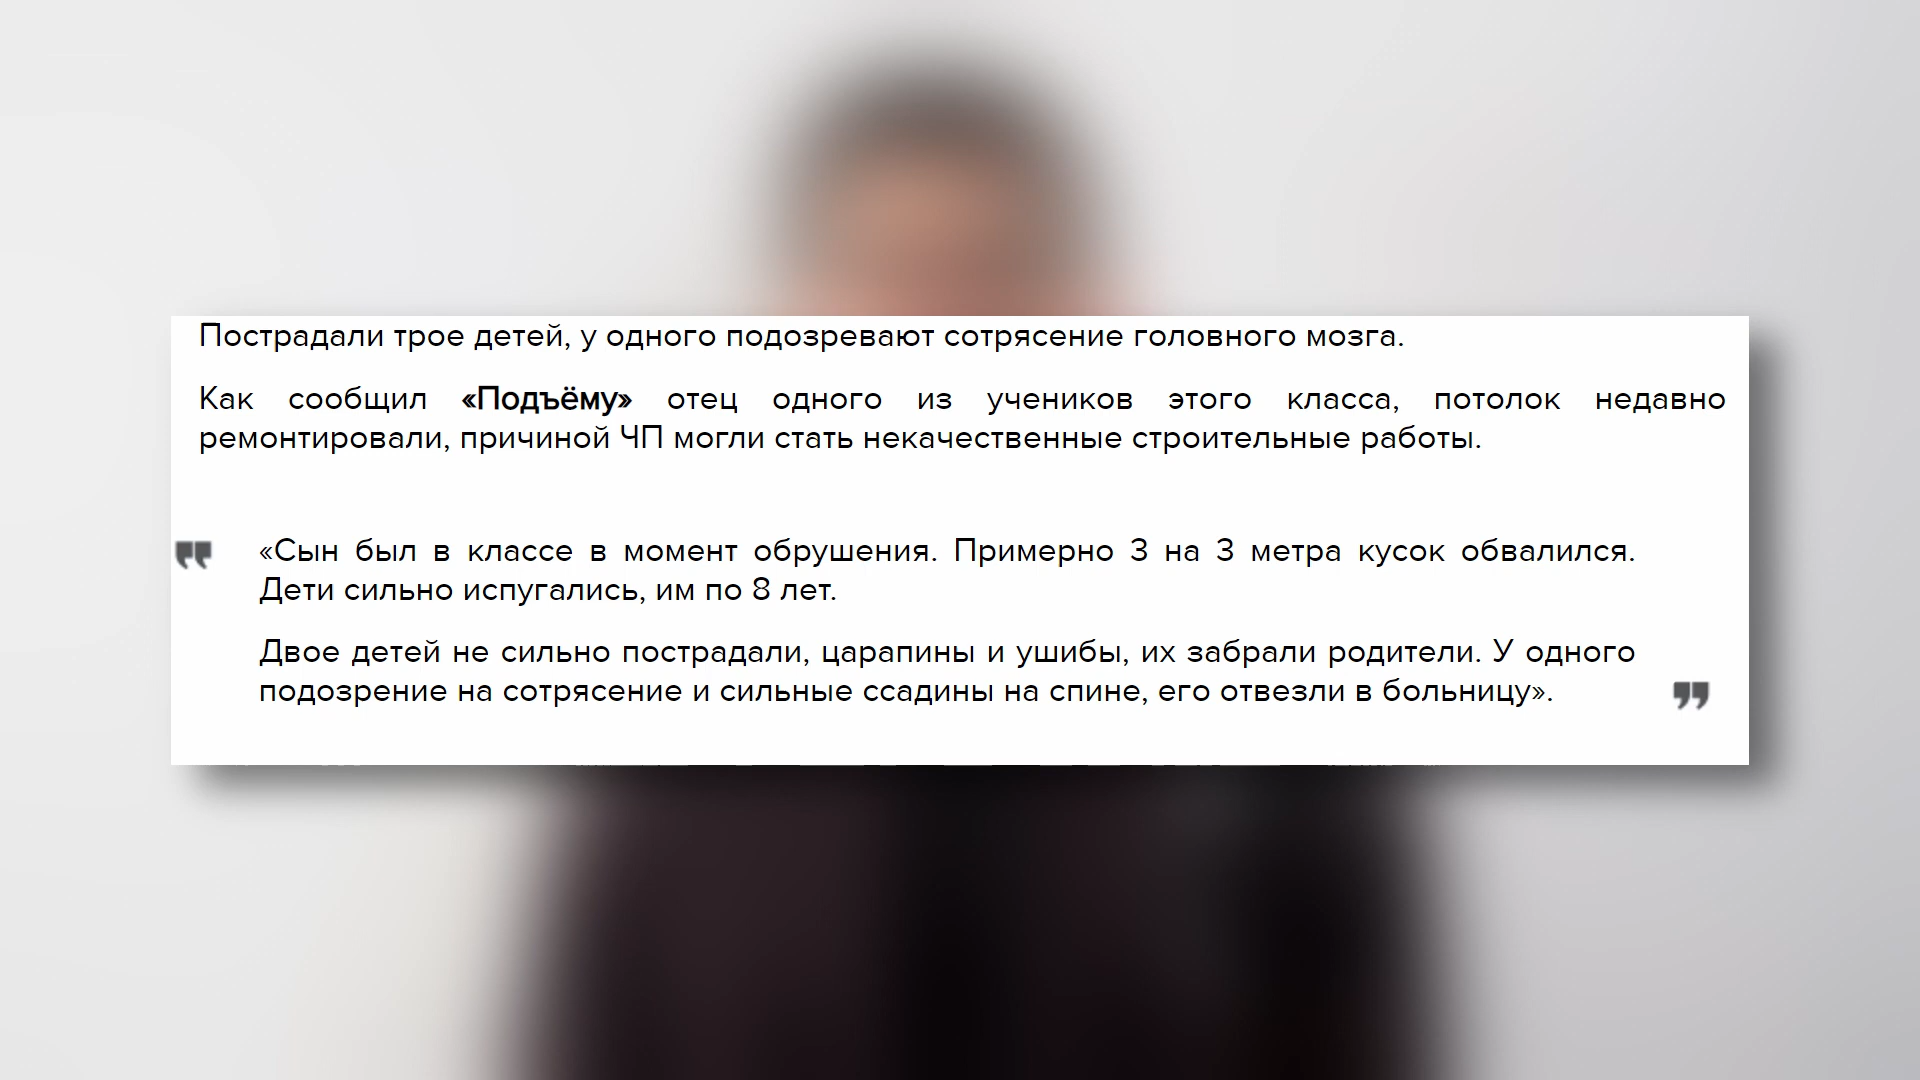 Пострадали трое детей, у одного подозревают сотрясение головного мозга.
Как сообщил «Подъёму» отец одного из учеников этого класса, потолок недавно
ремонтировали, причиной ЧП могли стать некачественные строительные работы.
«Сын был в классе в момент обрушения. Примерно 3 на 3 метра кусок обвалился.
Дети сильно испугались, им по 8 лет.
Двое детей не сильно пострадали, царапины и ушибы, их забрали родители. У одного
подозрение на сотрясение и сильные ссадины на спине, его отвезли в больницу».